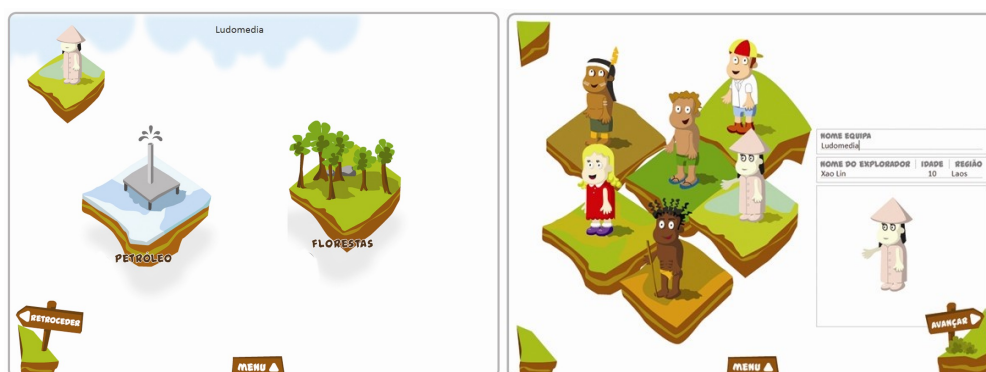 Ludomedia
PETRÓLEO
FLORESTAS
RETROCEDER
MENU
NOME EQUIPA
Ludomedia
NOME DO EXPLORADOR IDADE REGIÃO
Xao Lin 10 Laos
AVANÇAR
MENU